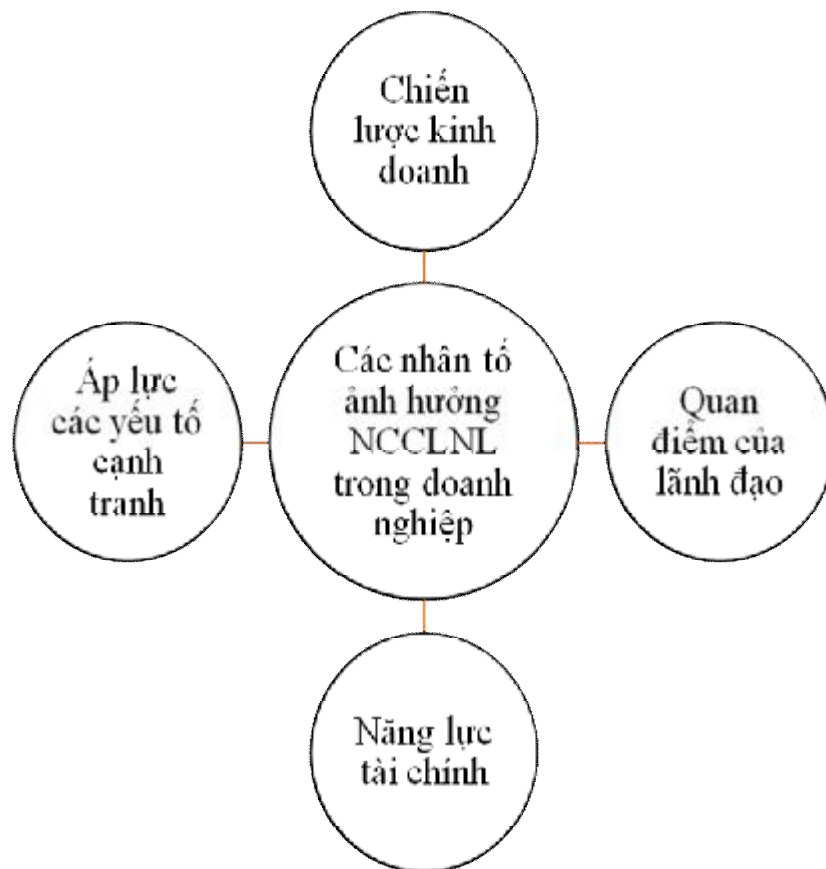 Chiến
lược kinh
doanh
Áp lực
các yếu tố
cạnh
tranh
Các nhân tố
ảnh hưởng
NCCLNL
trong doanh
nghiệp
Quan
điểm của
lãnh đạo
Năng lực
tài chính